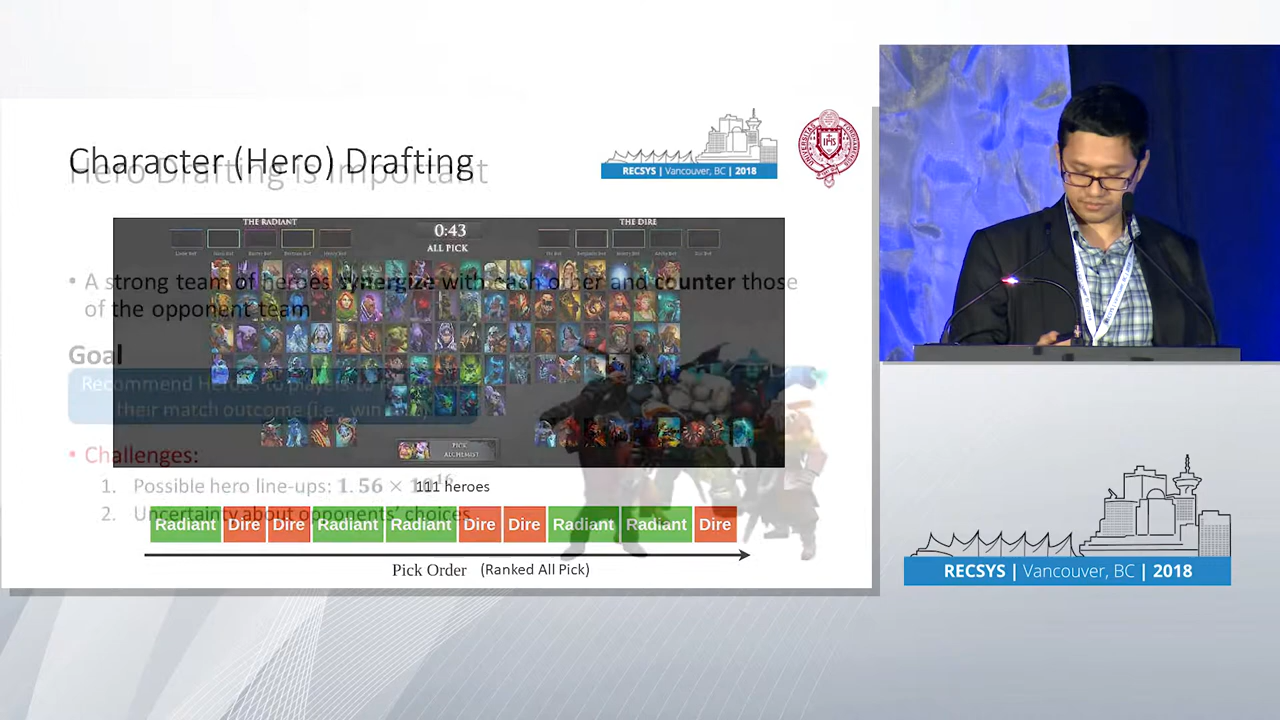 Character (Hero) Drafting
Hero Drafting is Important
RECSYS | Vancouver, BC | 2018
THE RADIANT
0:43
THE DIRE
ALL PICK
• A strong team of heroes synergize with each other and counter those
of the opponent team
Goal
Recommend Heroes to players to
their match outcome (i.e., win
PICK
ALCHEMIST
• Challenges:
1. Possible hero line-ups: 1.56 ×
111 heroes
2. Uncertainty about opponents' choices
Radiant Dire Dire Radiant Radiant Dire Dire Radiant Radiant Dire
Pick Order (Ranked All Pick)
RECSYS | Vancouver, BC | 2018